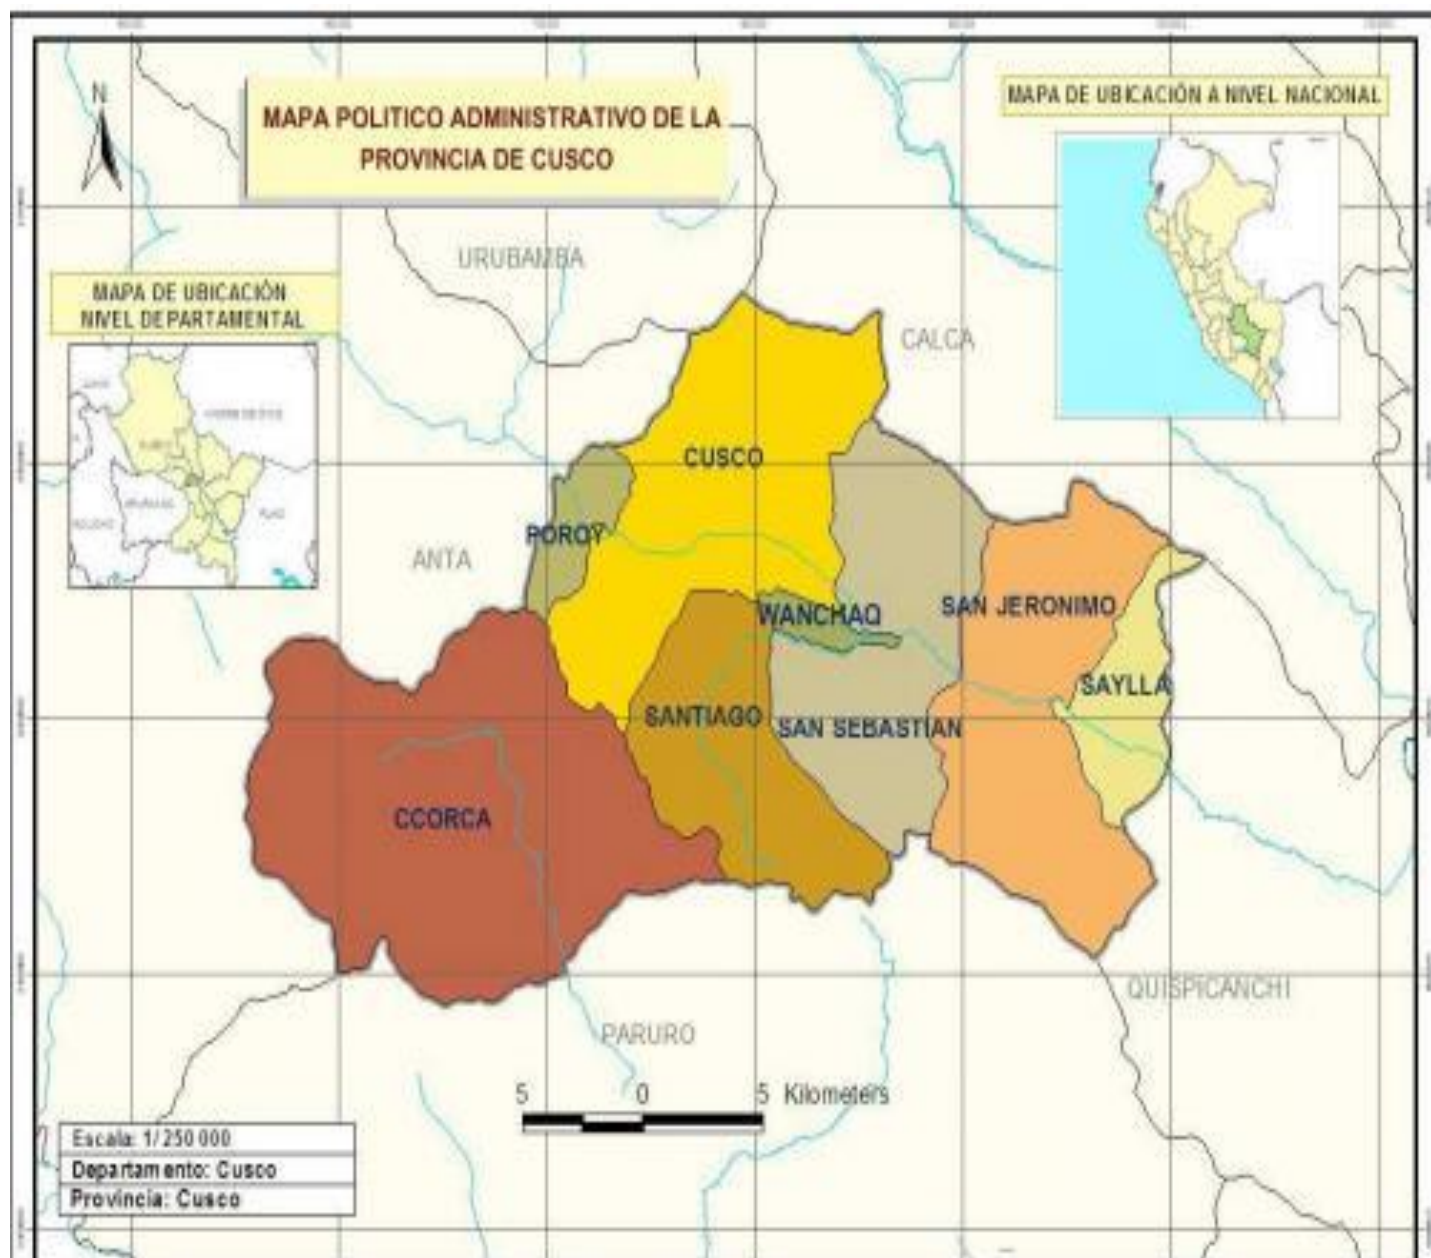 N
MAPA POLITICO ADMINISTRATIVO DE LA
PROVINCIA DE CUSCO
MAPA DE UBICACIÓN A NIVEL NACIONAL
URUBAMBA
MAPA DE UBICACIÓN
NIVEL DEPARTAMENTAL
CALCA
CUSCO
POROY
ANTA
WANCHAQ
SAN JERONIMO
SAYLLA
SANTIAGO
SAN SEBASTIAN
CCORCA
QUISPICANCHI
PARURO
5 0 5 Kilometers
Escala: 1/250 000
Departamento: Cusco
Provincia: Cusco